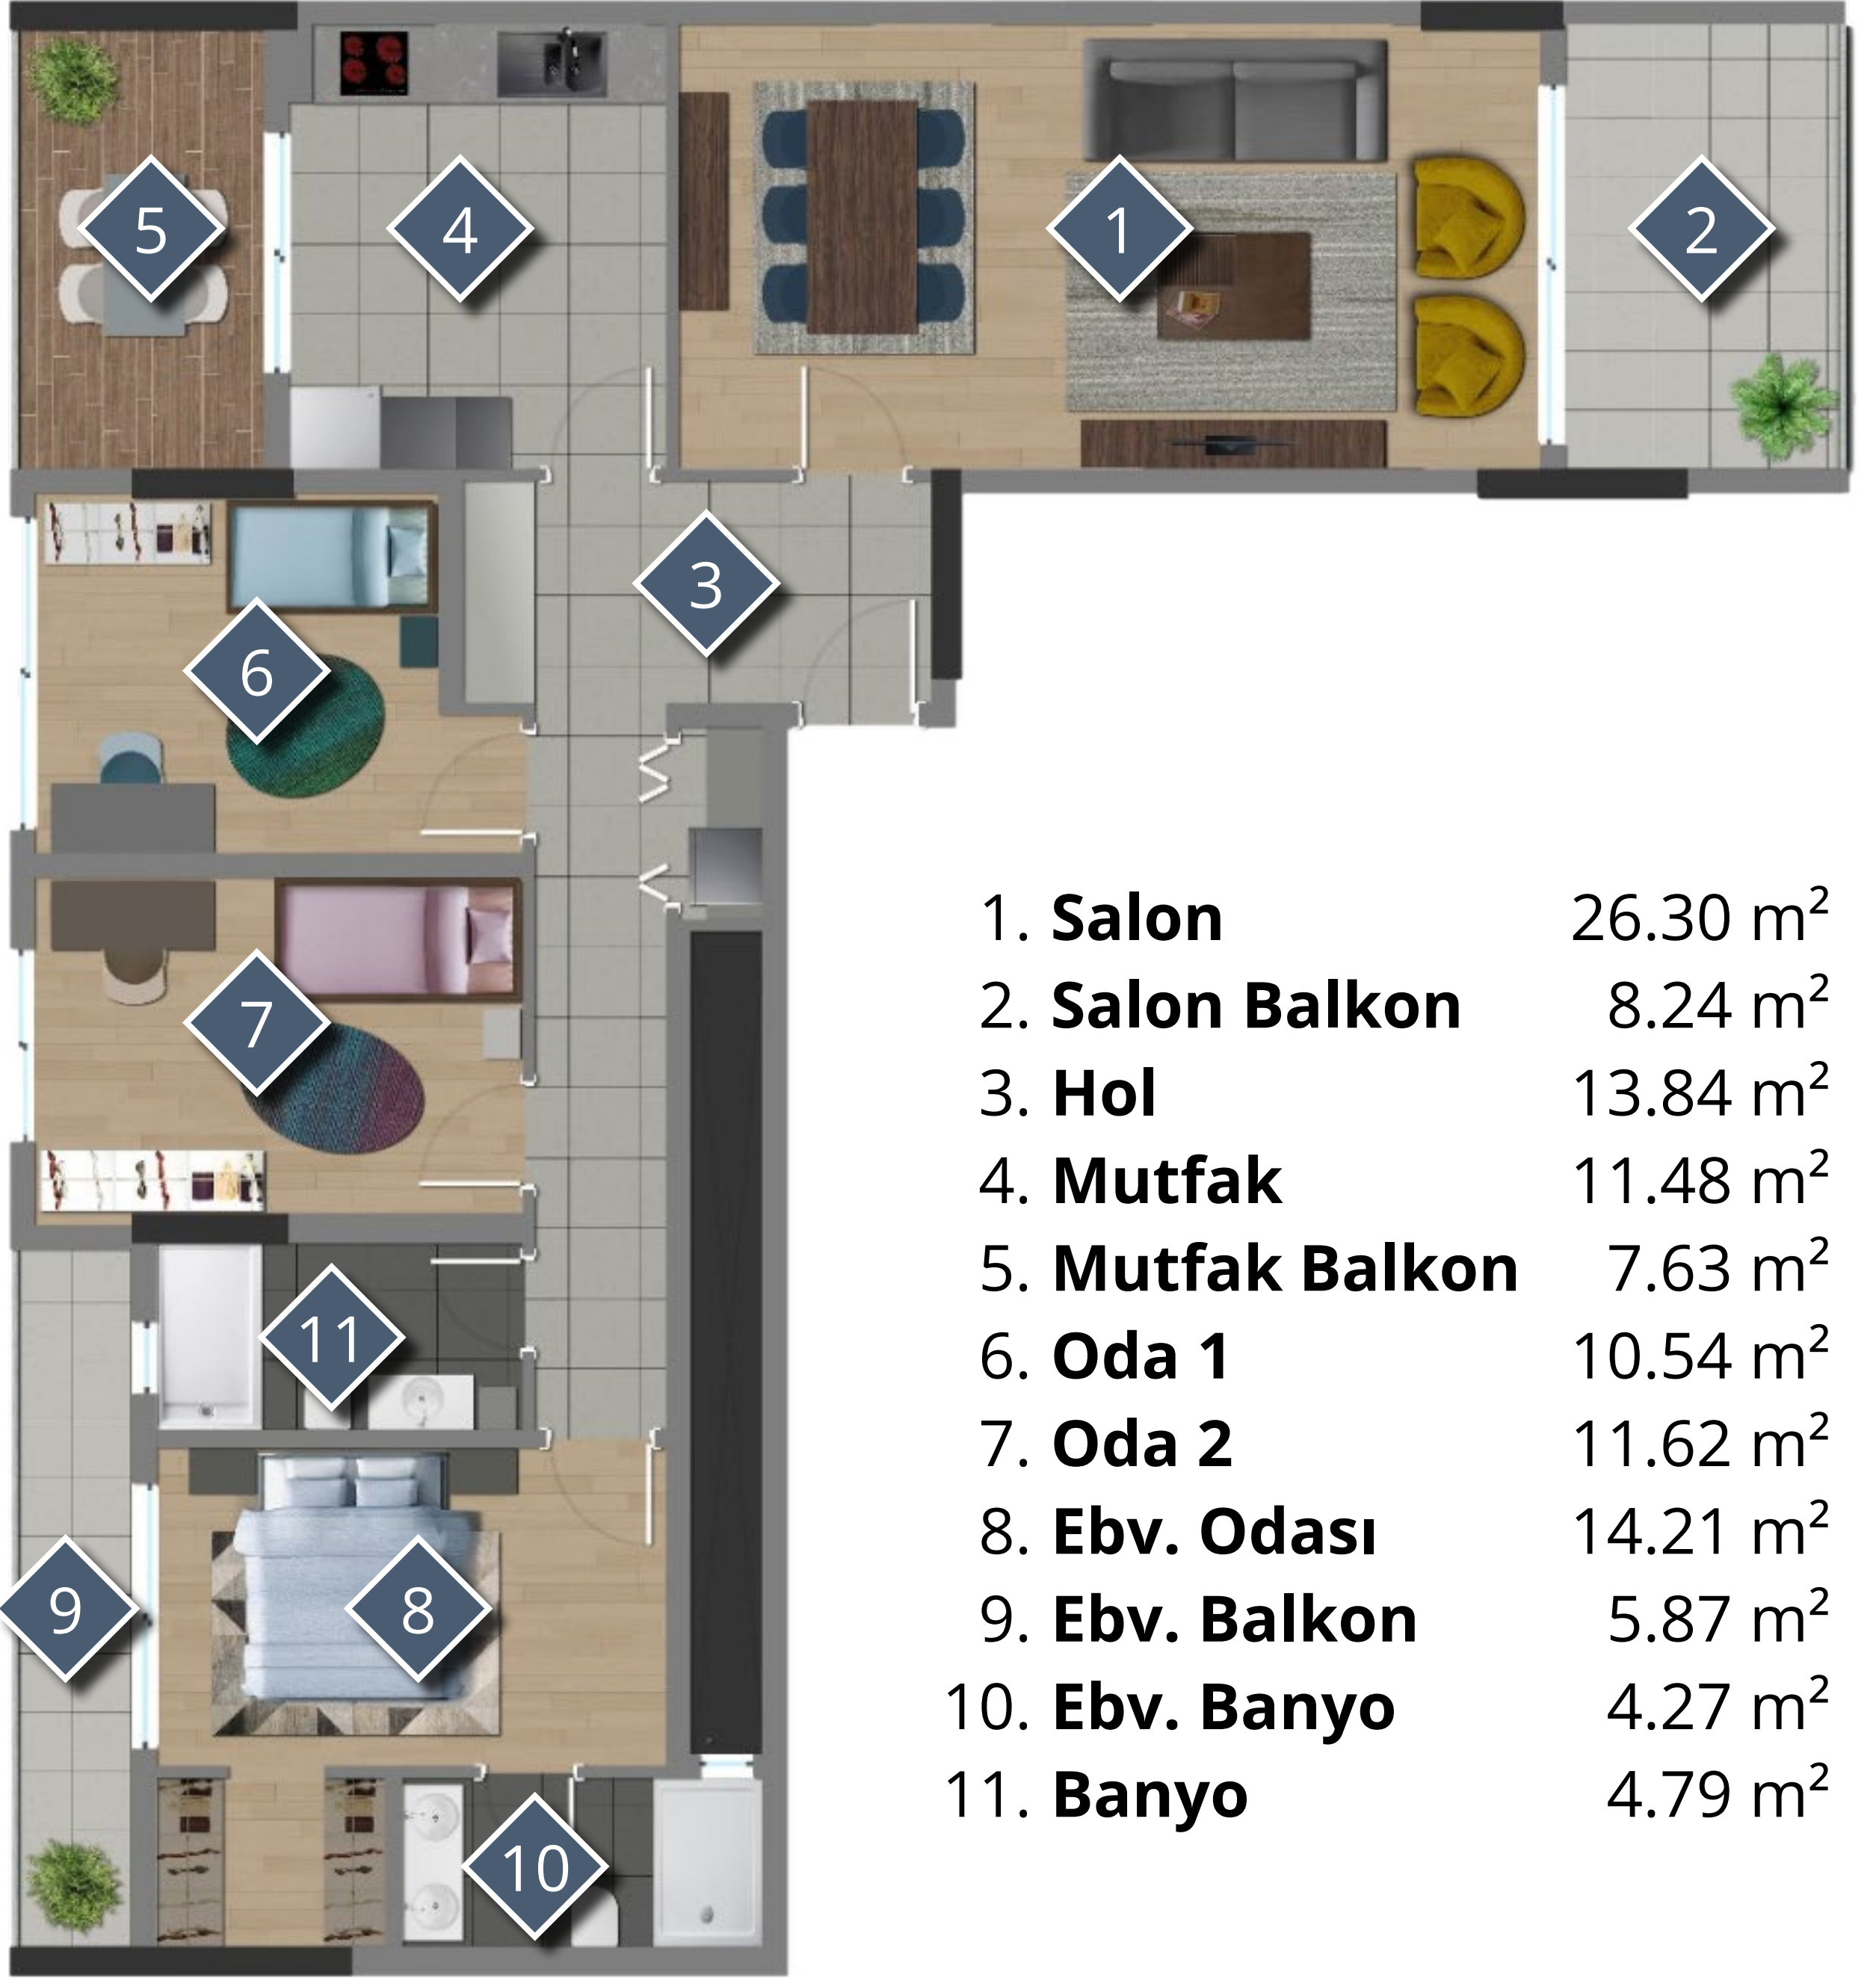 5
4
1
2
3
6
7
11
9
8
10
1. Salon 26.30 m²
2. Salon Balkon 8.24 m²
3. Hol 13.84 m²
4. Mutfak 11.48 m²
5. Mutfak Balkon 7.63 m²
6. Oda 1 10.54 m²
7. Oda 2 11.62 m²
8. Ebv. Odası 14.21 m²
9. Ebv. Balkon 5.87 m²
10. Ebv. Banyo 4.27 m²
11. Banyo 4.79 m²